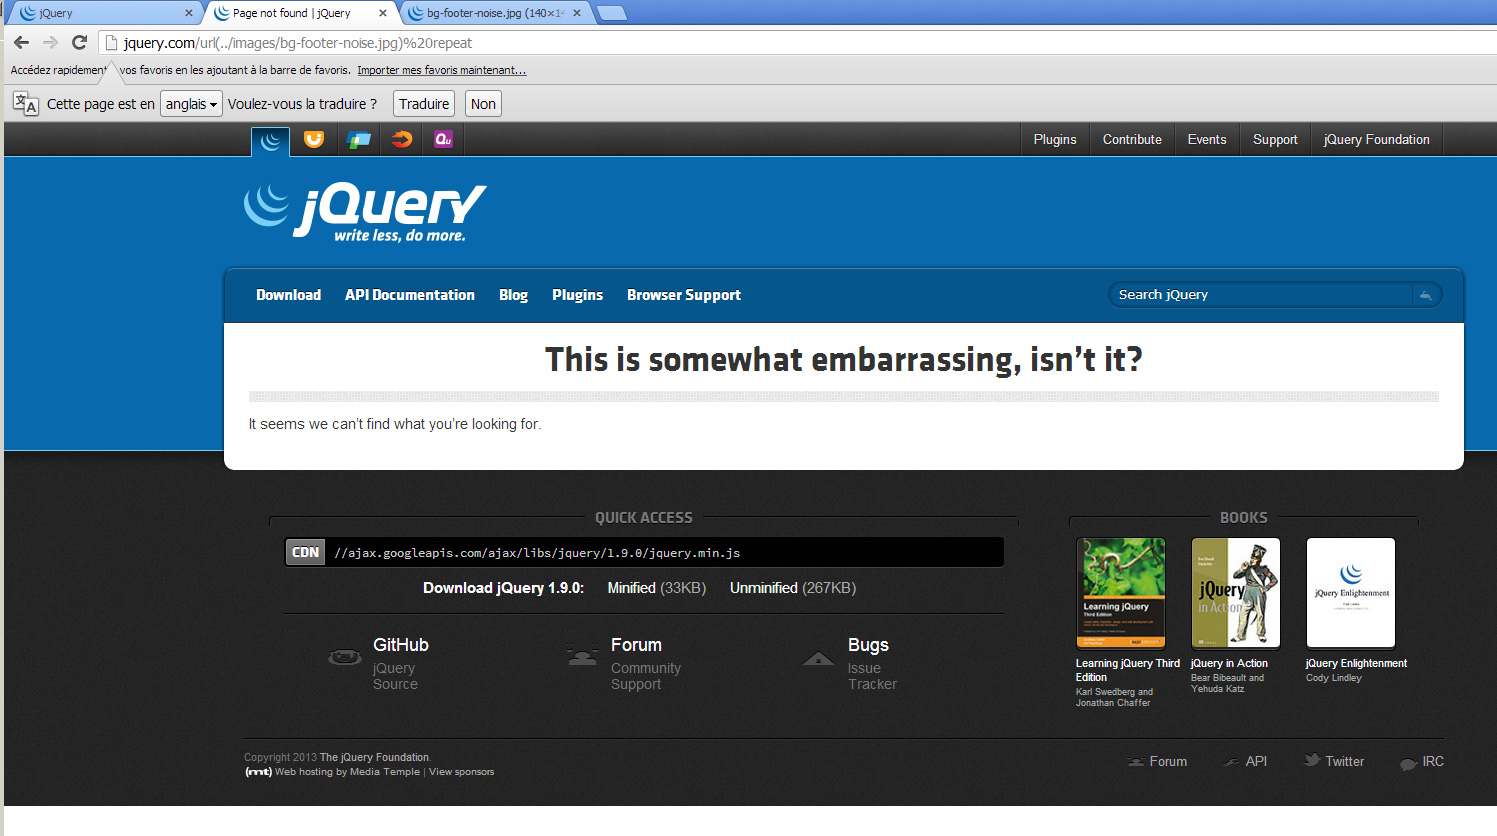 jQuery
Page not found | jQuery
bg-footer-noise.jpg (140×1
jquery.com/url(../images/bg-footer-noise.jpg)%20repeat
Accédez rapidement vos favoris en les ajoutant à la barre de favoris. Importer mes favoris maintenant...
Cette page est en anglais Voulez-vous la traduire ? Traduire Non
Qu
Plugins Contribute Events Support jQuery Foundation
jQuery
write less, do more.
Download API Documentation Blog Plugins Browser Support Search jQuery
This is somewhat embarrassing, isn’t it?
It seems we can’t find what you’re looking for.
QUICK ACCESS
CDN //ajax.googleapis.com/ajax/libs/jquery/1.9.0/jquery.min.js
Download jQuery 1.9.0: Minified (33KB) Unminified (267KB)
GitHub
jQuery
Source
Forum
Community
Support
Bugs
Issue
Tracker
BOOKS
Learning jQuery
Third Edition
jQuery
in Action
jQuery Enlightenment
Learning jQuery Third
Edition
Karl Swedberg and
Jonathan Chaffer
jQuery in Action
Bear Bibeault and
Yehuda Katz
jQuery Enlightenment
Cody Lindley
Copyright 2013 The jQuery Foundation.
(mt) Web hosting by Media Temple | View sponsors
Forum API Twitter IRC